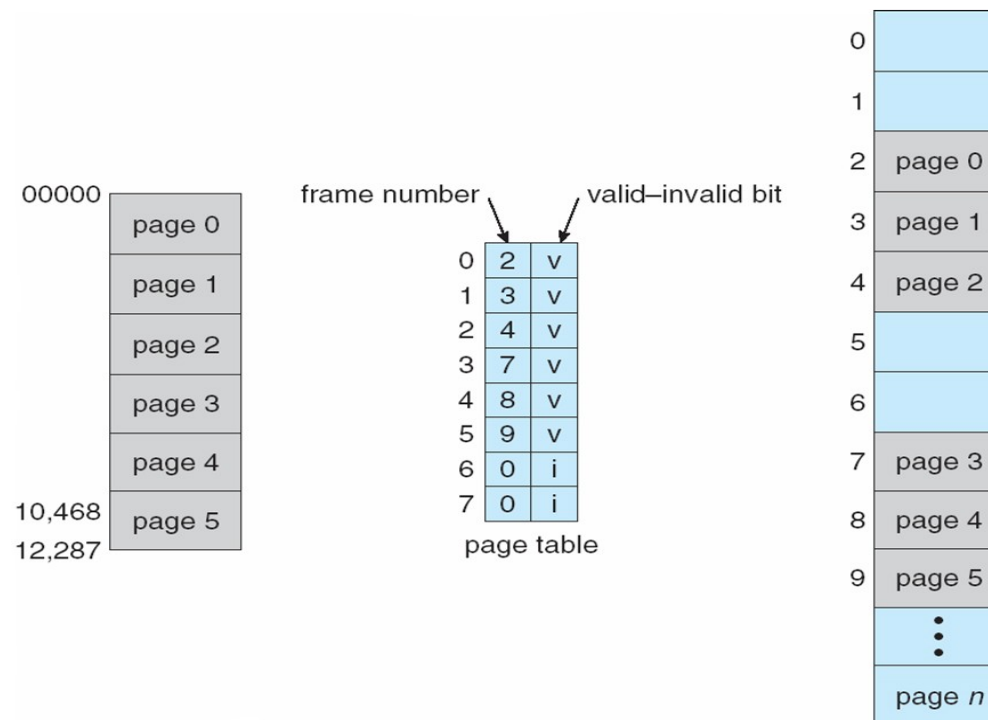 00000
page 0
page 1
page 2
page 3
page 4
10,468
page 5
12,287
frame number
valid–invalid bit
0 2 v
1 3 v
2 4 v
3 7 v
4 8 v
5 9 v
6 0 i
7 0 i
page table
0
1
2 page 0
3 page 1
4 page 2
5
6
7 page 3
8 page 4
9 page 5
page n